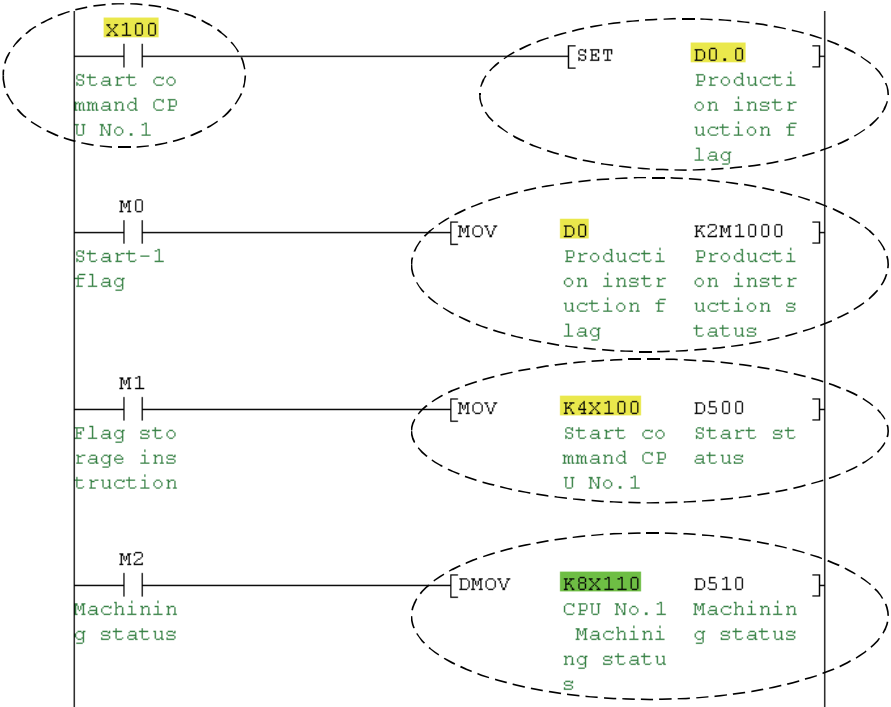 X100
[SET D0.0 ]
Start co
mmand CP
U No.1
Producti
on instr
uction f
lag
M0
[MOV D0 K2M1000 ]
Start-1
flag
Producti Producti
on instr on instr
uction f uction s
lag tatus
M1
[MOV K4X100 D500 ]
Flag sto
rage ins
truction
Start co Start st
mmand CP atus
U No.1
M2
[DMOV K8X110 D510 ]
Machinin
g status
CPU No.1 Machinin
Machini g status
ng statu
s